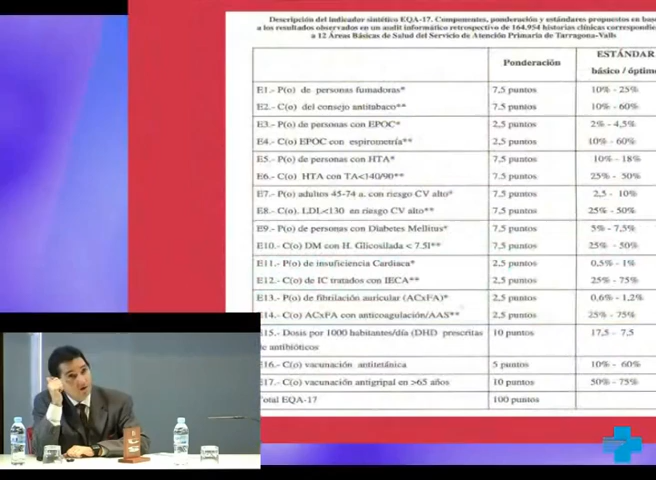 Descripción del indicador sintético EQA-17. Componentes, ponderación y estándares propuestos en bas
a los resultados observados en un audit informático retrospectivo de 164.954 historias clínicas correspondie
a 12 Áreas Básicas de Salud del Servicio de Atención Primaria de Tarragona-Valls
Ponderación ESTÁNDAR
básico / óptim
E1.- P(o) de personas fumadoras* 7,5 puntos 10% - 25%
E2.- C(o) del consejo antitabaco** 7,5 puntos 10% - 60%
E3.- P(o) de personas con EPOC* 2,5 puntos 2% - 4,5%
E4.- C(o) EPOC con espirometría** 2,5 puntos 10% - 60%
E5.- P(o) de personas con HTA* 7,5 puntos 10% - 18%
E6.- C(o) HTA con TA<140/90** 7,5 puntos 25% - 50%
E7.- P(o) adultos 45-74 a. con riesgo CV alto* 7,5 puntos 2,5 - 10%
E8.- C(o). LDL<130 en riesgo CV alto** 7,5 puntos 25% - 50%
E9.- P(o) de personas con Diabetes Mellitus* 7,5 puntos 5% - 7,5%
E10.- C(o) DM con H. Glicosilada < 7.5l** 7,5 puntos 25% - 50%
E11.- P(o) de insuficiencia Cardiaca* 2,5 puntos 0,5% - 1%
E12.- C(o) de IC tratados con IECA** 2,5 puntos 25% - 75%
E13.- P(o) de fibrilación auricular (ACxFA)* 2,5 puntos 0,6% - 1,2%
E14.- C(o) ACxFA con anticoagulación/AAS** 2,5 puntos 25% - 75%
E15.- Dosis por 1000 habitantes/día (DHD prescritas 10 puntos 17,5 - 7,5
de antibióticos
E16.- C(o) vacunación antitetánica 5 puntos 10% - 60%
E17.- C(o) vacunación antigripal en >65 años 10 puntos 50% - 75%
Total EQA-17 100 puntos